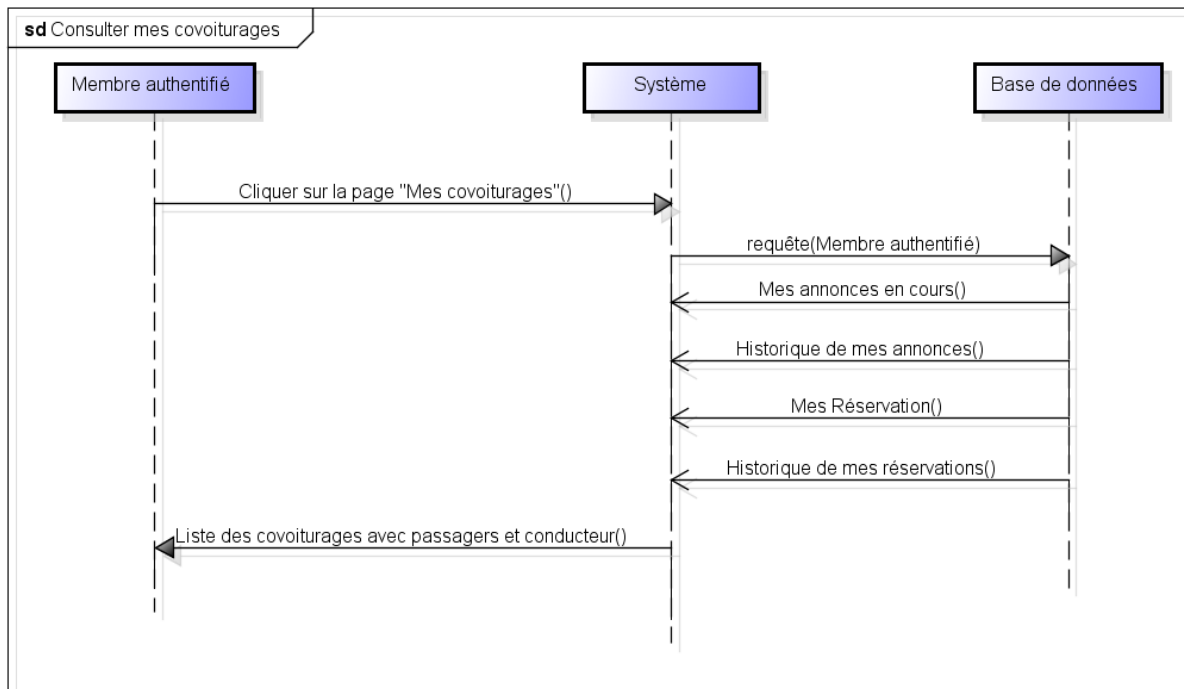 sd Consulter mes covoiturages
Membre authentifié
Système
Base de données
Cliquer sur la page "Mes covoiturages"()
requête(Membre authentifié)
Mes annonces en cours()
Historique de mes annonces()
Mes Réservation()
Historique de mes réservations()
Liste des covoiturages avec passagers et conducteur()